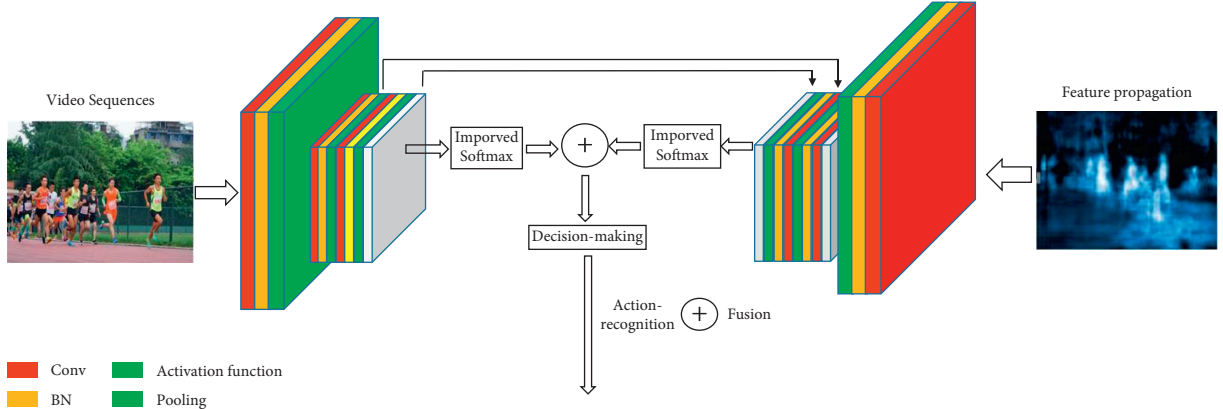 Video Sequences
Imporved
Softmax
+
Imporved
Softmax
Feature propagation
Decision-making
Action-
recognition
+
Fusion
Conv
Activation function
BN
Pooling